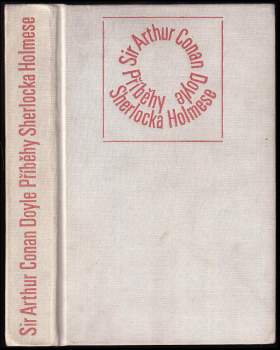 Sir Arthur Conan Doyle Příběhy Sherlocka Holmese
Sir Arthur Conan Doyle
Příběhy
Sherlocka Holmese